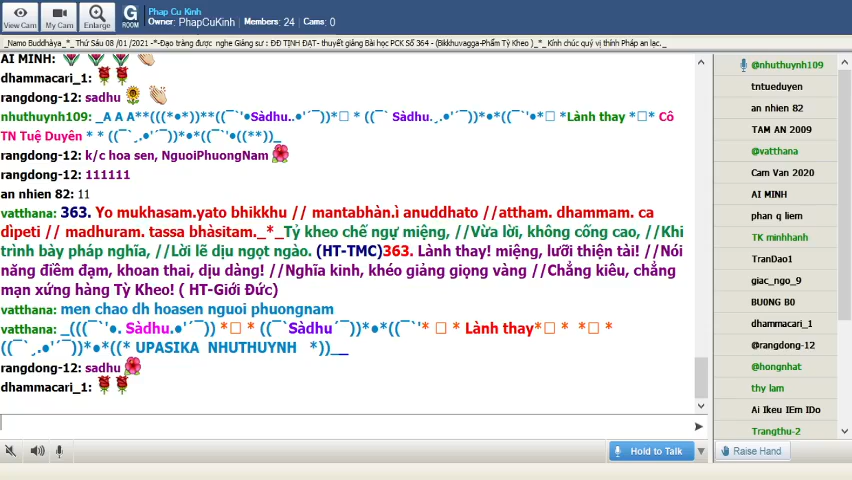 View Cam
My Cam
Enlarge
G ROOM
Phap Cu Kinh
Owner: PhapCuKinh | Members: 24 | Cams: 0
_Namo Buddhàya_*_ Thứ Sáu 08 /01 /2021 -*-Đạo tràng được nghe Giảng sư : ĐĐ TỊNH ĐẠT- thuyết giảng Bài học PCK Số 364 - (Bikkhuvagga-Phẩm Tỳ Kheo )_*_ Kính chúc quý vị thính Pháp an lạc._
AI MINH:
dhammacari_1:
rangdong-12: sadhu
nhuthuynh109: _A A A**(((*●*))**((¯`'●Sàdhu..●'´¯))*□ * ((¯` Sàdhu.¸.●'´¯))*●*((¯`'●*□ *Lành thay *□* Cô
TN Tuệ Duyên * * ((¯`¸.●'´¯))*●*((¯`'●((**))_
rangdong-12: k/c hoa sen, NguoiPhuongNam
rangdong-12: 111111
an nhien 82: 11
vatthana: 363. Yo mukhasam.yato bhikkhu // mantabhàn.ì anuddhato //attham. dhammam. ca
dìpeti // madhuram. tassa bhàsitam._*_Tỷ kheo chế ngự miệng, //Vừa lời, không cống cao, //Khi
trình bày pháp nghĩa, //Lời lẽ dịu ngọt ngào. (HT-TMC)363. Lành thay! miệng, lưỡi thiện tài! //Nói
năng điềm đạm, khoan thai, dịu dàng! //Nghĩa kinh, khéo giảng giọng vàng //Chẳng kiêu, chẳng
mạn xứng hàng Tỳ Kheo! ( HT-Giới Đức)
vatthana: men chao dh hoasen nguoi phuongnam
vatthana: _(((¯`'●. Sàdhu.●'´¯)) *□ * ((¯`Sàdhu´¯))*●*((¯`'* □ * Lành thay*□ * *□ *
((¯`¸.●'´¯))*●*((* UPASIKA NHUTHUYNH *))__
rangdong-12: sadhu
dhammacari_1:
Hold to Talk
@nhuthuynh109
tntueduyen
an nhien 82
TAM AN 2009
@vatthana
Cam Van 2020
AI MINH
phan q liem
TK minhhanh
TranDao1
giac_ngo_9
BU0NG B0
dhammacari_1
@rangdong-12
@hongnhat
thy lam
Ai Ikeu IEm IDo
Trangthu-2
Raise Hand